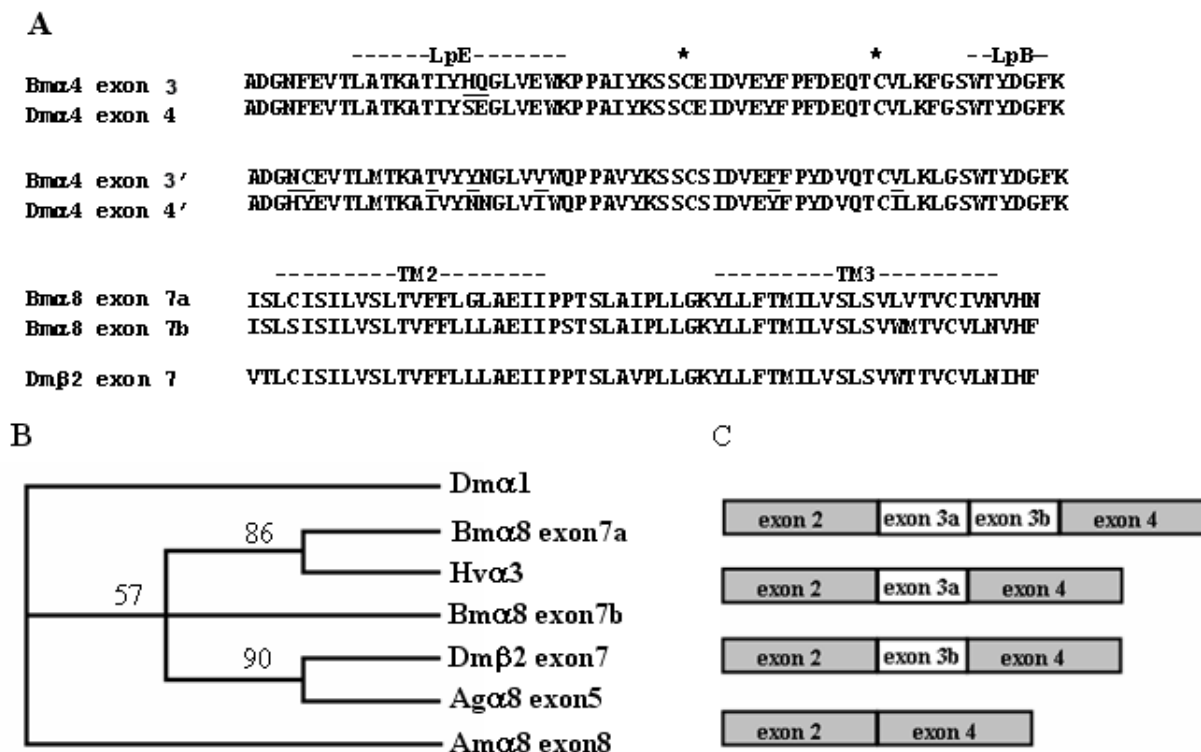 A
------LpE------- * * --LpB-
Bmα4 exon 3 ADGNFEVTLATKATIYHQGLVEWKPPAIYKSSCEIDVEYFPFDEQTCVLKFGSWTYDGFK
Dmα4 exon 4 ADGNFEVTLATKATIYSEGLVEWKPPAIYKSSCEIDVEYFPFDEQTCVLKFGSWTYDGFK
Bmα4 exon 3′ ADGNCEVTLMTKATVYYNGLVVWQPPAVYKSSCSIDVEFFPYDVQTCVLKLGSWTYDGFK
Dmα4 exon 4′ ADGHYEVTLMTKAIVYNNGLVIWQPPAVYKSSCSIDVEYFPYDVQTCILKLGSWTYDGFK
---------TM2-------- ---------TM3---------
Bmα8 exon 7a ISLCISILVSLTVFFLGLAEIIPPTSLAIPLLGKYLLFTMILVSLSVLVTVCIVNVHN
Bmα8 exon 7b ISLSISILVSLTVFFLLLAEIIPSTSLAIPLLGKYLLFTMILVSLSVWMTVCVLNVHF
Dmβ2 exon 7 VTLCISILVSLTVFFLLLAEIIPPTSLAVPLLGKYLLFTMILVSLSVWTTVCVLNIHF
B
Dmα1
86
Bmα8 exon7a
Hvα3
57
Bmα8 exon7b
90
Dmβ2 exon7
Agα8 exon5
Amα8 exon8
C
exon 2 exon 3a exon 3b exon 4
exon 2 exon 3a exon 4
exon 2 exon 3b exon 4
exon 2 exon 4